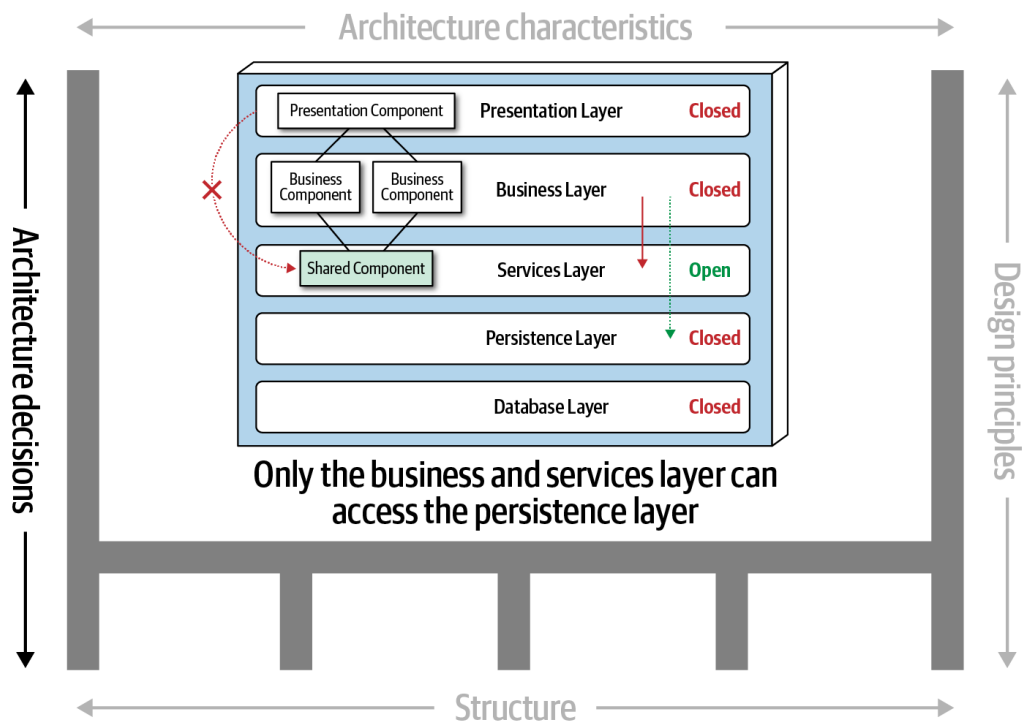 Architecture characteristics
Architecture decisions
Presentation Component
Presentation Layer
Closed
Business
Component
Business
Component
Business Layer
Closed
Shared Component
Services Layer
Open
Persistence Layer
Closed
Database Layer
Closed
Only the business and services layer can
access the persistence layer
Design principles
Structure